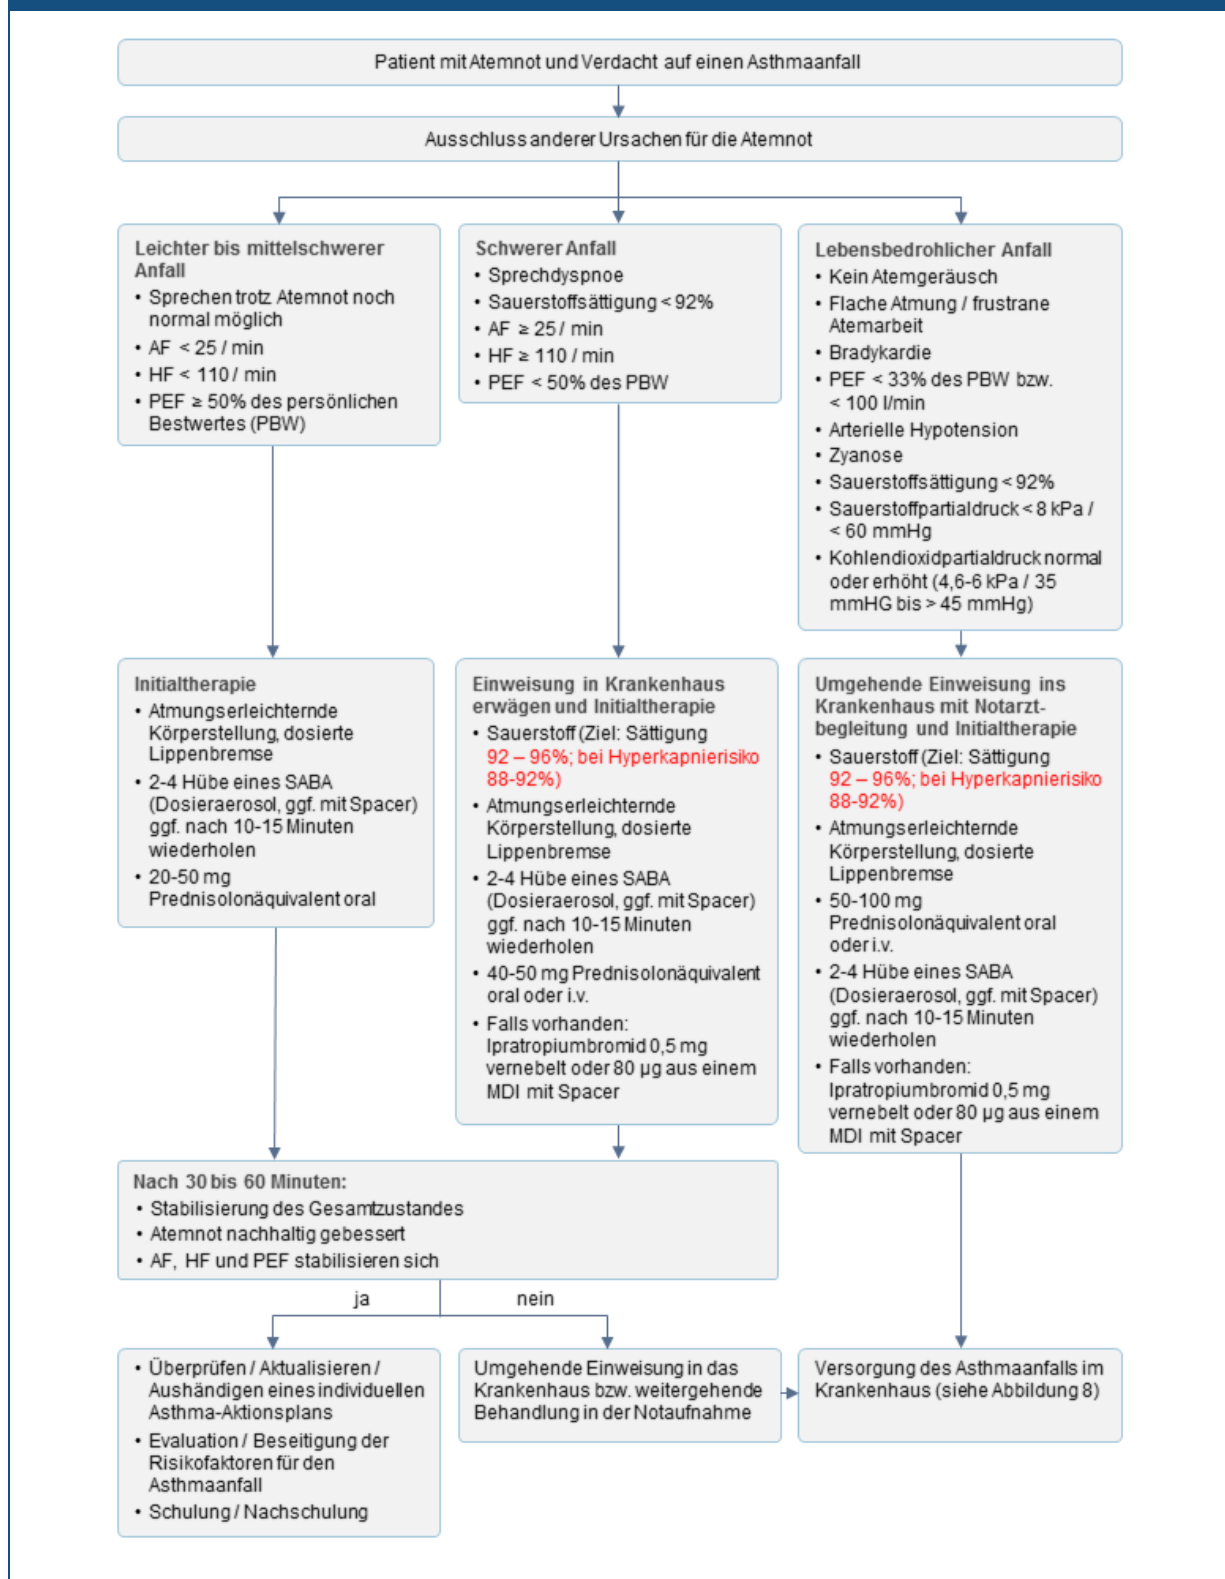 Patient mit Atemnot und Verdacht auf einen Asthmaanfall
Ausschluss anderer Ursachen für die Atemnot
Leichter bis mittelschwerer
Anfall
• Sprechen trotz Atemnot noch
normal möglich
• AF < 25 / min
• HF < 110 / min
• PEF ≥ 50% des persönlichen
Bestwertes (PBW)
Schwerer Anfall
• Sprechdyspnoe
• Sauerstoffsättigung < 92%
• AF ≥ 25 / min
• HF ≥ 110 / min
• PEF < 50% des PBW
Lebensbedrohlicher Anfall
• Kein Atemgeräusch
• Flache Atmung / frustrane
Atemarbeit
• Bradykardie
• PEF < 33% des PBW bzw.
< 100 l/min
• Arterielle Hypotension
• Zyanose
• Sauerstoffsättigung < 92%
• Sauerstoffpartialdruck < 8 kPa /
< 60 mmHg
• Kohlendioxidpartialdruck normal
oder erhöht (4,6-6 kPa / 35
mmHG bis > 45 mmHg)
Initialtherapie
• Atmungserleichternde
Körperstellung, dosierte
Lippenbremse
• 2-4 Hübe eines SABA
(Dosieraerosol, ggf. mit Spacer)
ggf. nach 10-15 Minuten
wiederholen
• 20-50 mg
Prednisolonäquivalent oral
Einweisung in Krankenhaus
erwägen und Initialtherapie
• Sauerstoff (Ziel: Sättigung
92 – 96%; bei Hyperkapnierisiko
88-92%)
• Atmungserleichternde
Körperstellung, dosierte
Lippenbremse
• 2-4 Hübe eines SABA
(Dosieraerosol, ggf. mit Spacer)
ggf. nach 10-15 Minuten
wiederholen
• 40-50 mg Prednisolonäquivalent
oral oder i.v.
• Falls vorhanden:
Ipratropiumbromid 0,5 mg
vernebelt oder 80 µg aus einem
MDI mit Spacer
Umgehende Einweisung ins
Krankenhaus mit Notarzt-
begleitung und Initialtherapie
• Sauerstoff (Ziel: Sättigung
92 – 96%; bei Hyperkapnierisiko
88-92%)
• Atmungserleichternde
Körperstellung, dosierte
Lippenbremse
• 50-100 mg
Prednisolonäquivalent oral
oder i.v.
• 2-4 Hübe eines SABA
(Dosieraerosol, ggf. mit Spacer)
ggf. nach 10-15 Minuten
wiederholen
• Falls vorhanden:
Ipratropiumbromid 0,5 mg
vernebelt oder 80 µg aus einem
MDI mit Spacer
Nach 30 bis 60 Minuten:
• Stabilisierung des Gesamtzustandes
• Atemnot nachhaltig gebessert
• AF, HF und PEF stabilisieren sich
ja
nein
• Überprüfen / Aktualisieren /
Aushändigen eines individuellen
Asthma-Aktionsplans
• Evaluation / Beseitigung der
Risikofaktoren für den
Asthmaanfall
• Schulung / Nachschulung
Umgehende Einweisung in das
Krankenhaus bzw. weitergehende
Behandlung in der Notaufnahme
Versorgung des Asthmaanfalls im
Krankenhaus (siehe Abbildung 8)